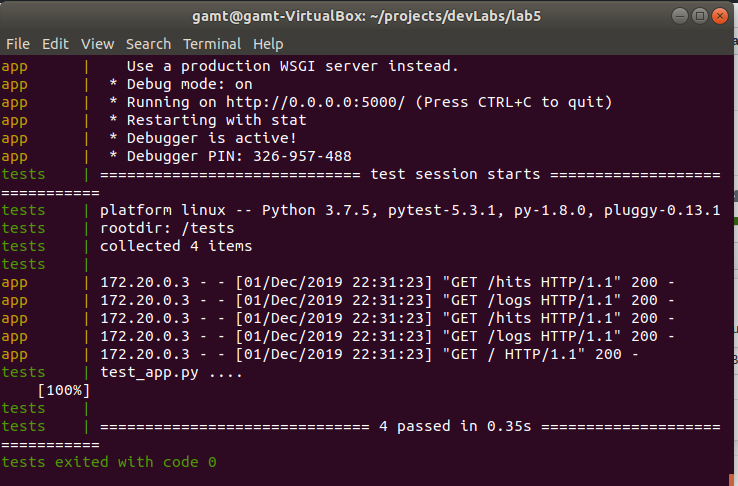 gamt@gamt-VirtualBox: ~/projects/devLabs/lab5
File Edit View Search Terminal Help
app      |    Use a production WSGI server instead.
app      |  * Debug mode: on
app      |  * Running on http://0.0.0.0:5000/ (Press CTRL+C to quit)
app      |  * Restarting with stat
app      |  * Debugger is active!
app      |  * Debugger PIN: 326-957-488
tests    | ============================= test session starts ===================
===========
tests    | platform linux -- Python 3.7.5, pytest-5.3.1, py-1.8.0, pluggy-0.13.1
tests    | rootdir: /tests
tests    | collected 4 items
tests    |
app      | 172.20.0.3 - - [01/Dec/2019 22:31:23] "GET /hits HTTP/1.1" 200 -
app      | 172.20.0.3 - - [01/Dec/2019 22:31:23] "GET /logs HTTP/1.1" 200 -
app      | 172.20.0.3 - - [01/Dec/2019 22:31:23] "GET /hits HTTP/1.1" 200 -
app      | 172.20.0.3 - - [01/Dec/2019 22:31:23] "GET /logs HTTP/1.1" 200 -
app      | 172.20.0.3 - - [01/Dec/2019 22:31:23] "GET / HTTP/1.1" 200 -
tests    | test_app.py ....
    [100%]
tests    |
tests    | ============================== 4 passed in 0.35s ====================
===========
tests exited with code 0